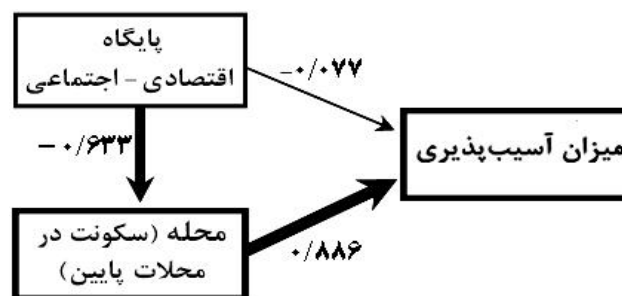 پایگاه
اقتصادی - اجتماعی
-۰/۰۷۷
میزان آسیب‌پذیری
-۰/۶۳۳
محله (سکونت در
محلات پایین)
۰/۸۸۶